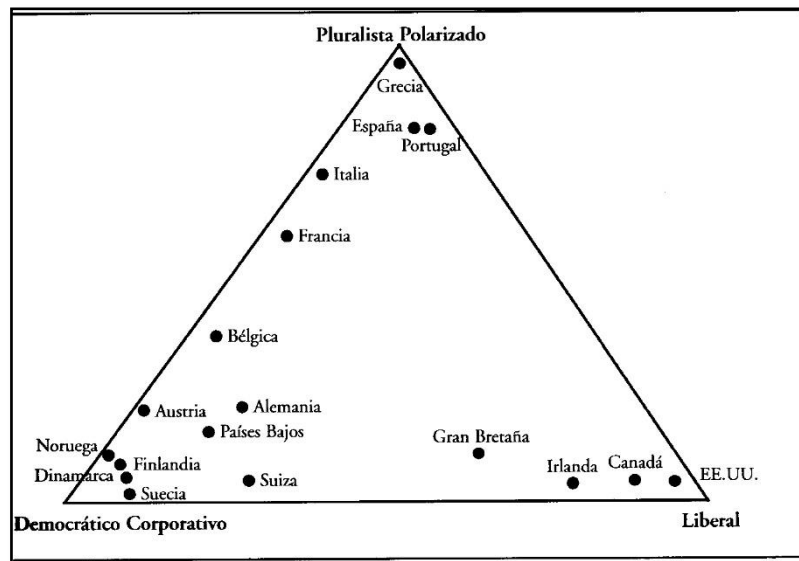 Pluralista Polarizado
Grecia
España
Portugal
Italia
Francia
Bélgica
Austria
Alemania
Países Bajos
Noruega
Finlandia
Dinamarca
Suecia
Suiza
Gran Bretaña
Irlanda
Canadá
EE.UU.
Democrático Corporativo
Liberal